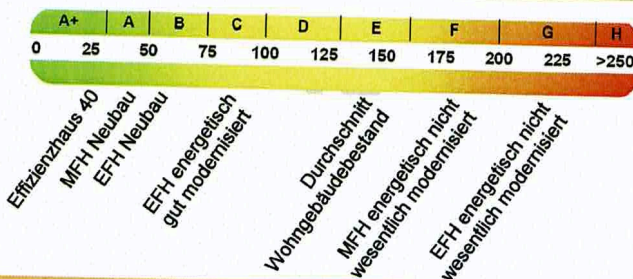 A+ A B C D E F G H
0 25 50 75 100 125 150 175 200 225 >250
Effizienzhaus 40
MFH Neubau
EFH Neubau
EFH energetisch
gut modernisiert
Durchschnitt
Wohngebäudebestand
MFH energetisch nicht
wesentlich modernisiert
EFH energetisch nicht
wesentlich modernisiert